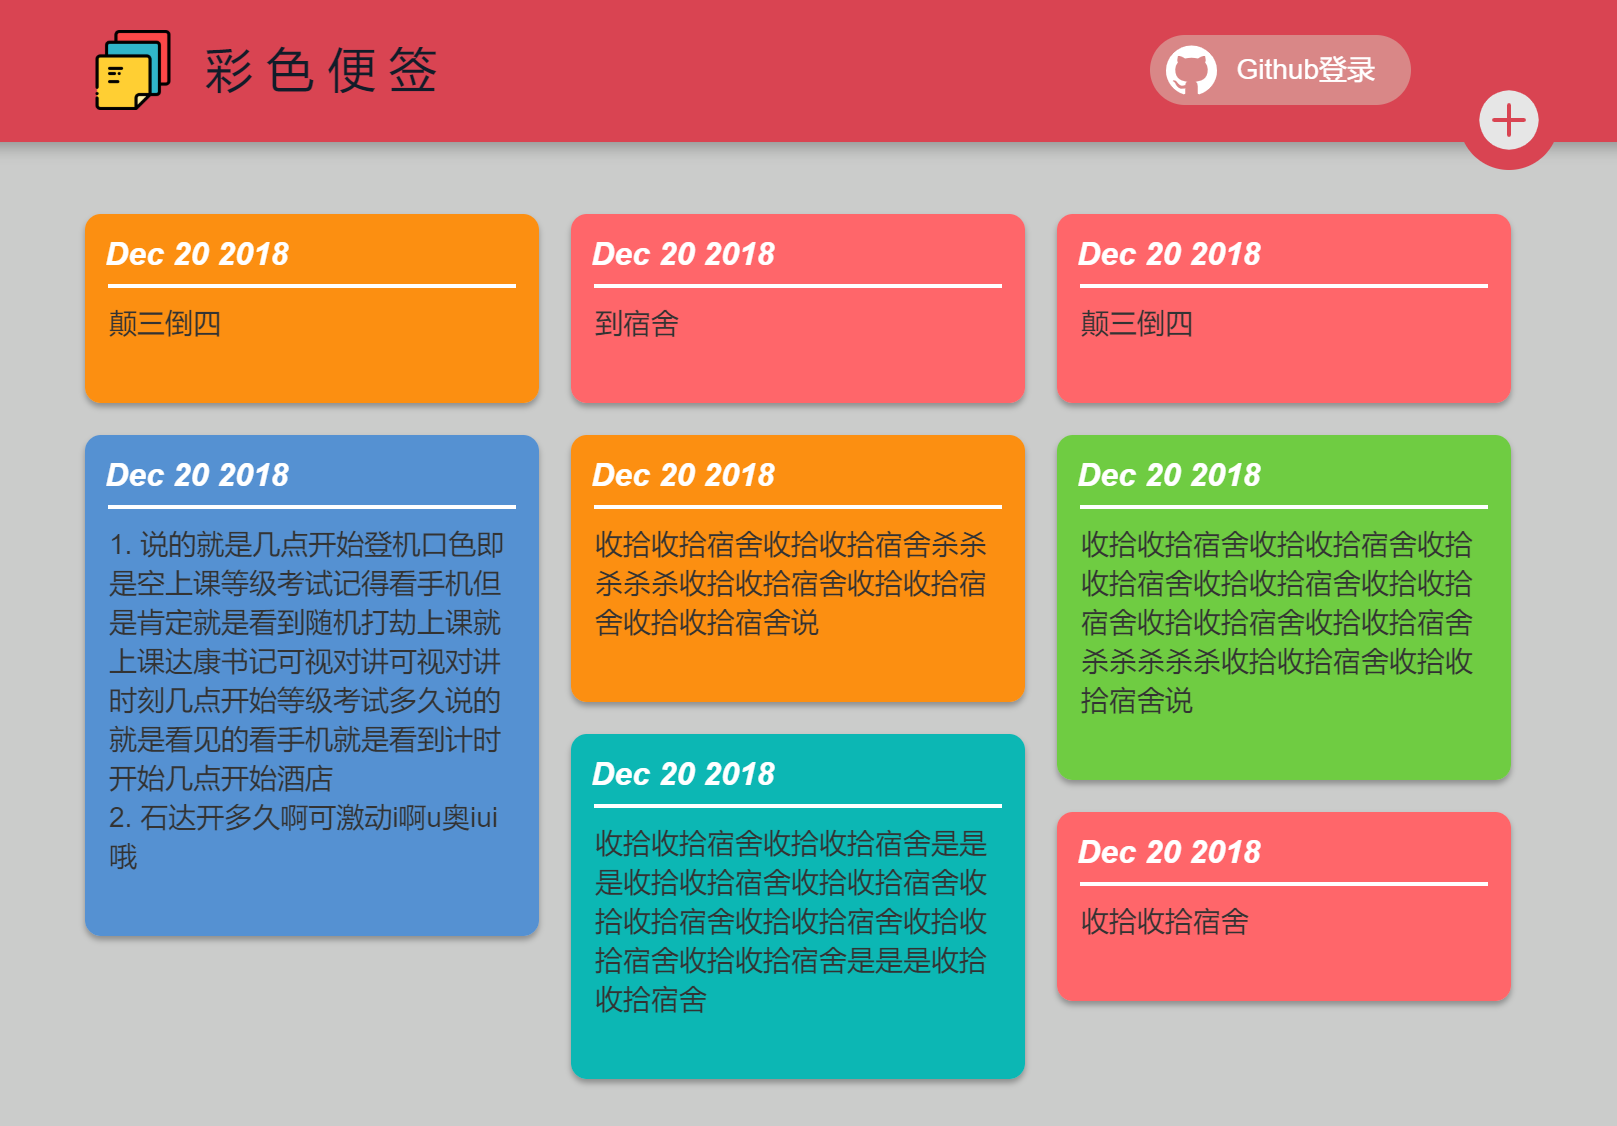 彩色便签
Github登录
Dec 20 2018
颠三倒四
Dec 20 2018
到宿舍
Dec 20 2018
颠三倒四
Dec 20 2018
1. 说的就是几点开始登机口色即
是空上课等级考试记得看手机但
是肯定就是看到随机打劫上课就
上课达康书记可视对讲可视对讲
时刻几点开始等级考试多久说的
就是看见的看手机就是看到计时
开始几点开始酒店
2. 石达开多久啊可激动i啊u奥iui
哦
Dec 20 2018
收拾收拾宿舍收拾收拾宿舍杀杀
杀杀杀收拾收拾宿舍收拾收拾宿
舍收拾收拾宿舍说
Dec 20 2018
收拾收拾宿舍收拾收拾宿舍收拾
收拾宿舍收拾收拾宿舍收拾收拾
宿舍收拾收拾宿舍收拾收拾宿舍
杀杀杀杀杀收拾收拾宿舍收拾收
拾宿舍说
Dec 20 2018
收拾收拾宿舍收拾收拾宿舍是是
是收拾收拾宿舍收拾收拾宿舍收
拾收拾宿舍收拾收拾宿舍收拾收
拾宿舍收拾收拾宿舍是是是收拾
收拾宿舍
Dec 20 2018
收拾收拾宿舍